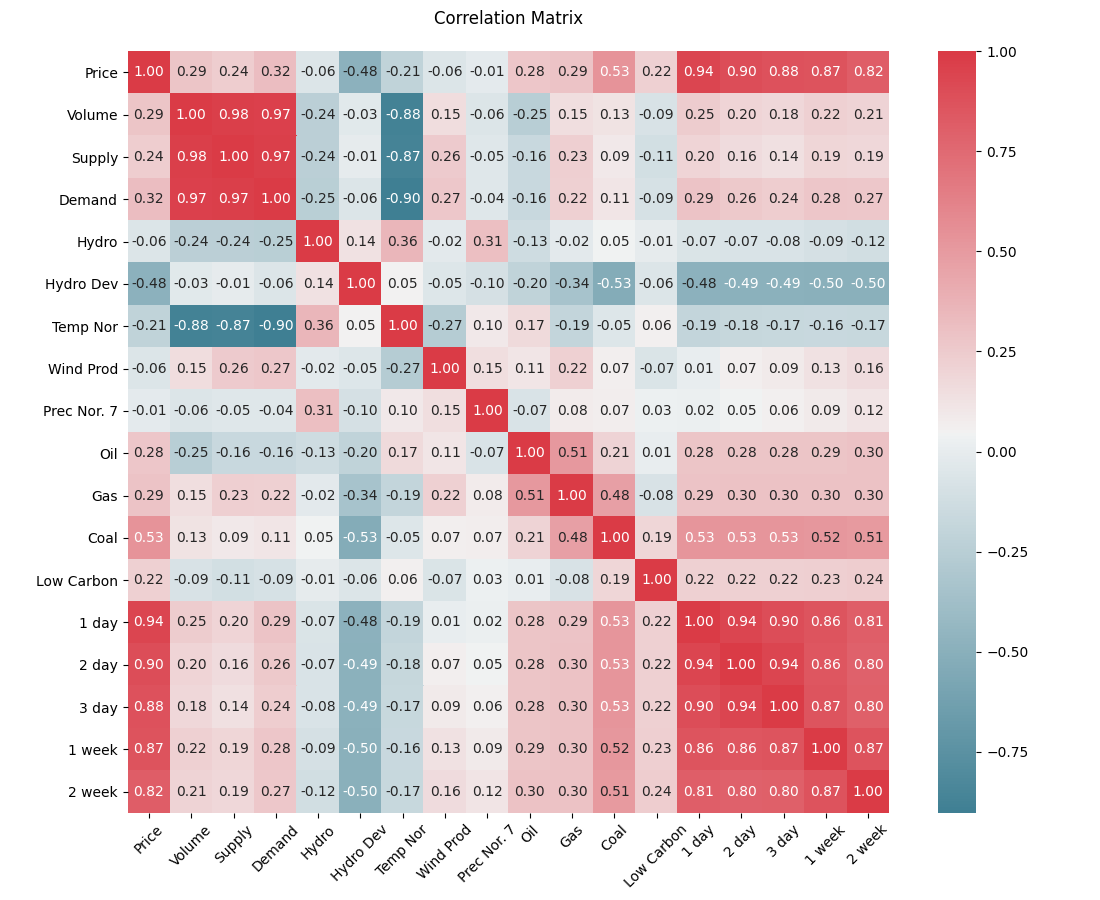 Correlation Matrix
Price 1.00 0.29 0.24 0.32 -0.06 -0.48 -0.21 -0.06 -0.01 0.28 0.29 0.53 0.22 0.94 0.90 0.88 0.87 0.82
Volume 0.29 1.00 0.98 0.97 -0.24 -0.03 -0.88 0.15 -0.06 -0.25 0.15 0.13 -0.09 0.25 0.20 0.18 0.22 0.21
Supply 0.24 0.98 1.00 0.97 -0.24 -0.01 -0.87 0.26 -0.05 -0.16 0.23 0.09 -0.11 0.20 0.16 0.14 0.19 0.19
Demand 0.32 0.97 0.97 1.00 -0.25 -0.06 -0.90 0.27 -0.04 -0.16 0.22 0.11 -0.09 0.29 0.26 0.24 0.28 0.27
Hydro -0.06 -0.24 -0.24 -0.25 1.00 0.14 0.36 -0.02 0.31 -0.13 -0.02 0.05 -0.01 -0.07 -0.07 -0.08 -0.09 -0.12
Hydro Dev -0.48 -0.03 -0.01 -0.06 0.14 1.00 0.05 -0.05 -0.10 -0.20 -0.34 -0.53 -0.06 -0.48 -0.49 -0.49 -0.50 -0.50
Temp Nor -0.21 -0.88 -0.87 -0.90 0.36 0.05 1.00 -0.27 0.10 0.17 -0.19 -0.05 0.06 -0.19 -0.18 -0.17 -0.16 -0.17
Wind Prod -0.06 0.15 0.26 0.27 -0.02 -0.05 -0.27 1.00 0.15 0.11 0.22 0.07 -0.07 0.01 0.07 0.09 0.13 0.16
Prec Nor. 7 -0.01 -0.06 -0.05 -0.04 0.31 -0.10 0.10 0.15 1.00 -0.07 0.08 0.07 0.03 0.02 0.05 0.06 0.09 0.12
Oil 0.28 -0.25 -0.16 -0.16 -0.13 -0.20 0.17 0.11 -0.07 1.00 0.51 0.21 0.01 0.28 0.28 0.28 0.29 0.30
Gas 0.29 0.15 0.23 0.22 -0.02 -0.34 -0.19 0.22 0.08 0.51 1.00 0.48 -0.08 0.29 0.30 0.30 0.30 0.30
Coal 0.53 0.13 0.09 0.11 0.05 -0.53 -0.05 0.07 0.07 0.21 0.48 1.00 0.19 0.53 0.53 0.53 0.52 0.51
Low Carbon 0.22 -0.09 -0.11 -0.09 -0.01 -0.06 0.06 -0.07 0.03 0.01 -0.08 0.19 1.00 0.22 0.22 0.22 0.23 0.24
1 day 0.94 0.25 0.20 0.29 -0.07 -0.48 -0.19 0.01 0.02 0.28 0.29 0.53 0.22 1.00 0.94 0.90 0.86 0.81
2 day 0.90 0.20 0.16 0.26 -0.07 -0.49 -0.18 0.07 0.05 0.28 0.30 0.53 0.22 0.94 1.00 0.94 0.86 0.80
3 day 0.88 0.18 0.14 0.24 -0.08 -0.49 -0.17 0.09 0.06 0.28 0.30 0.53 0.22 0.90 0.94 1.00 0.87 0.80
1 week 0.87 0.22 0.19 0.28 -0.09 -0.50 -0.16 0.13 0.09 0.29 0.30 0.52 0.23 0.86 0.86 0.87 1.00 0.87
2 week 0.82 0.21 0.19 0.27 -0.12 -0.50 -0.17 0.16 0.12 0.30 0.30 0.51 0.24 0.81 0.80 0.80 0.87 1.00
Price Volume Supply Demand Hydro Hydro Dev Temp Nor Wind Prod Prec Nor. 7 Oil Gas Coal Low Carbon 1 day 2 day 3 day 1 week 2 week
1.00
0.75
0.50
0.25
0.00
−0.25
−0.50
−0.75